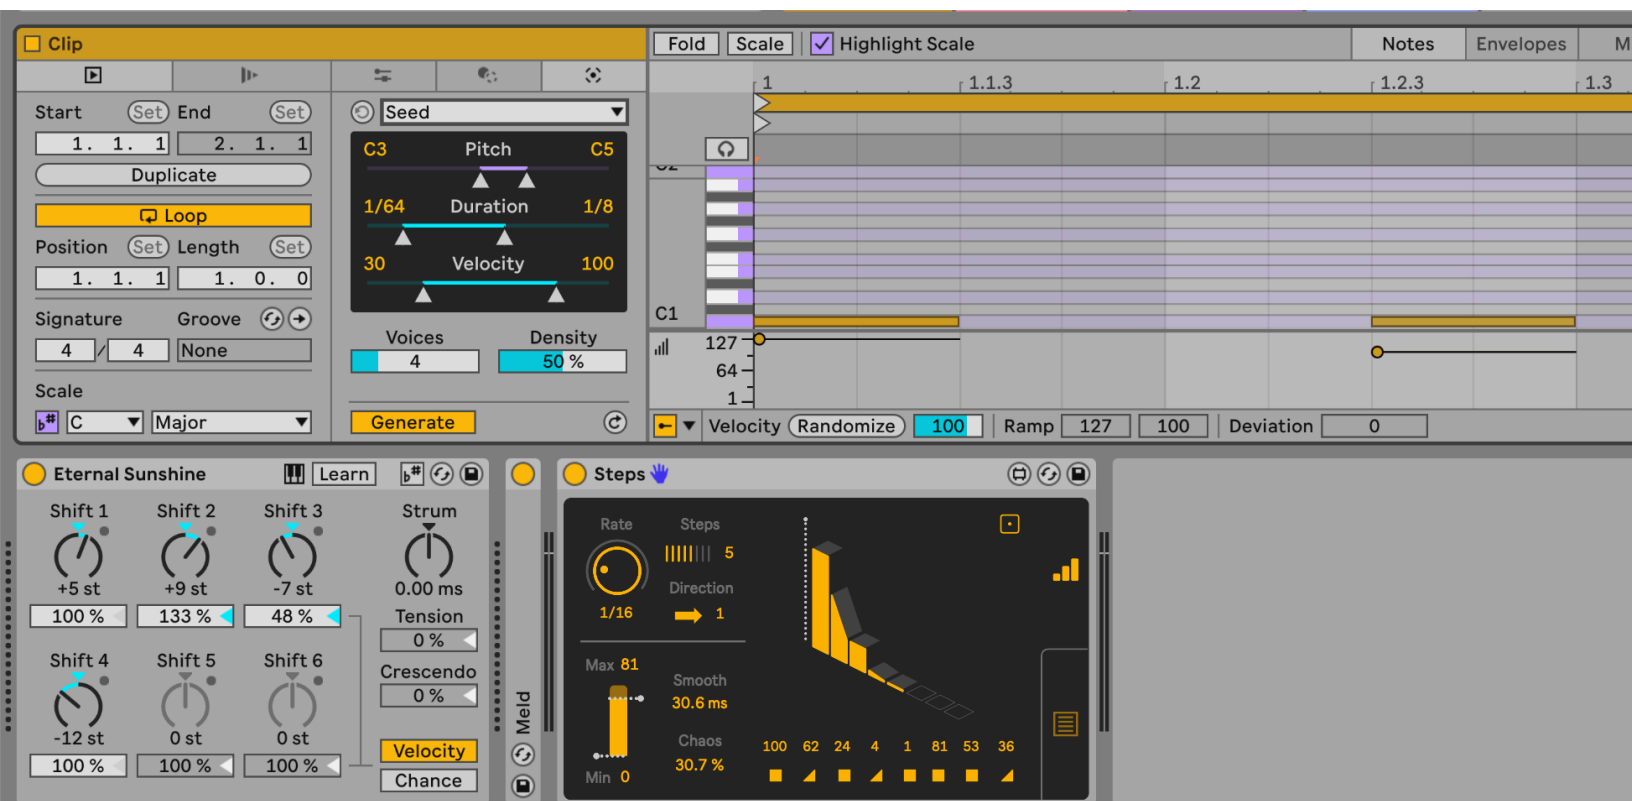 Clip
Fold Scale Highlight Scale Notes Envelopes M
1 1.1.3 1.2 1.2.3 1.3
Start Set End Set
1. 1. 1 2. 1. 1
Duplicate
Loop
Position Set Length Set
1. 1. 1 1. 0. 0
Signature Groove
4 / 4 None
Scale
b# C Major
Seed
C3 Pitch C5
1/64 Duration 1/8
30 Velocity 100
Voices Density
4 50 %
Generate
C1
127
64
1
Velocity Randomize 100 Ramp 127 100 Deviation 0
Eternal Sunshine Learn b#
Shift 1 Shift 2 Shift 3 Strum
+5 st +9 st -7 st 0.00 ms
100 % 133 % 48 % Tension
0 %
Shift 4 Shift 5 Shift 6 Crescendo
0 %
-12 st 0 st 0 st
100 % 100 % 100 %
Velocity
Chance
Meld
Steps
Rate Steps
5
Direction
1/16 1
Max 81
Smooth
30.6 ms
Chaos
30.7 %
Min 0
100 62 24 4 1 81 53 36